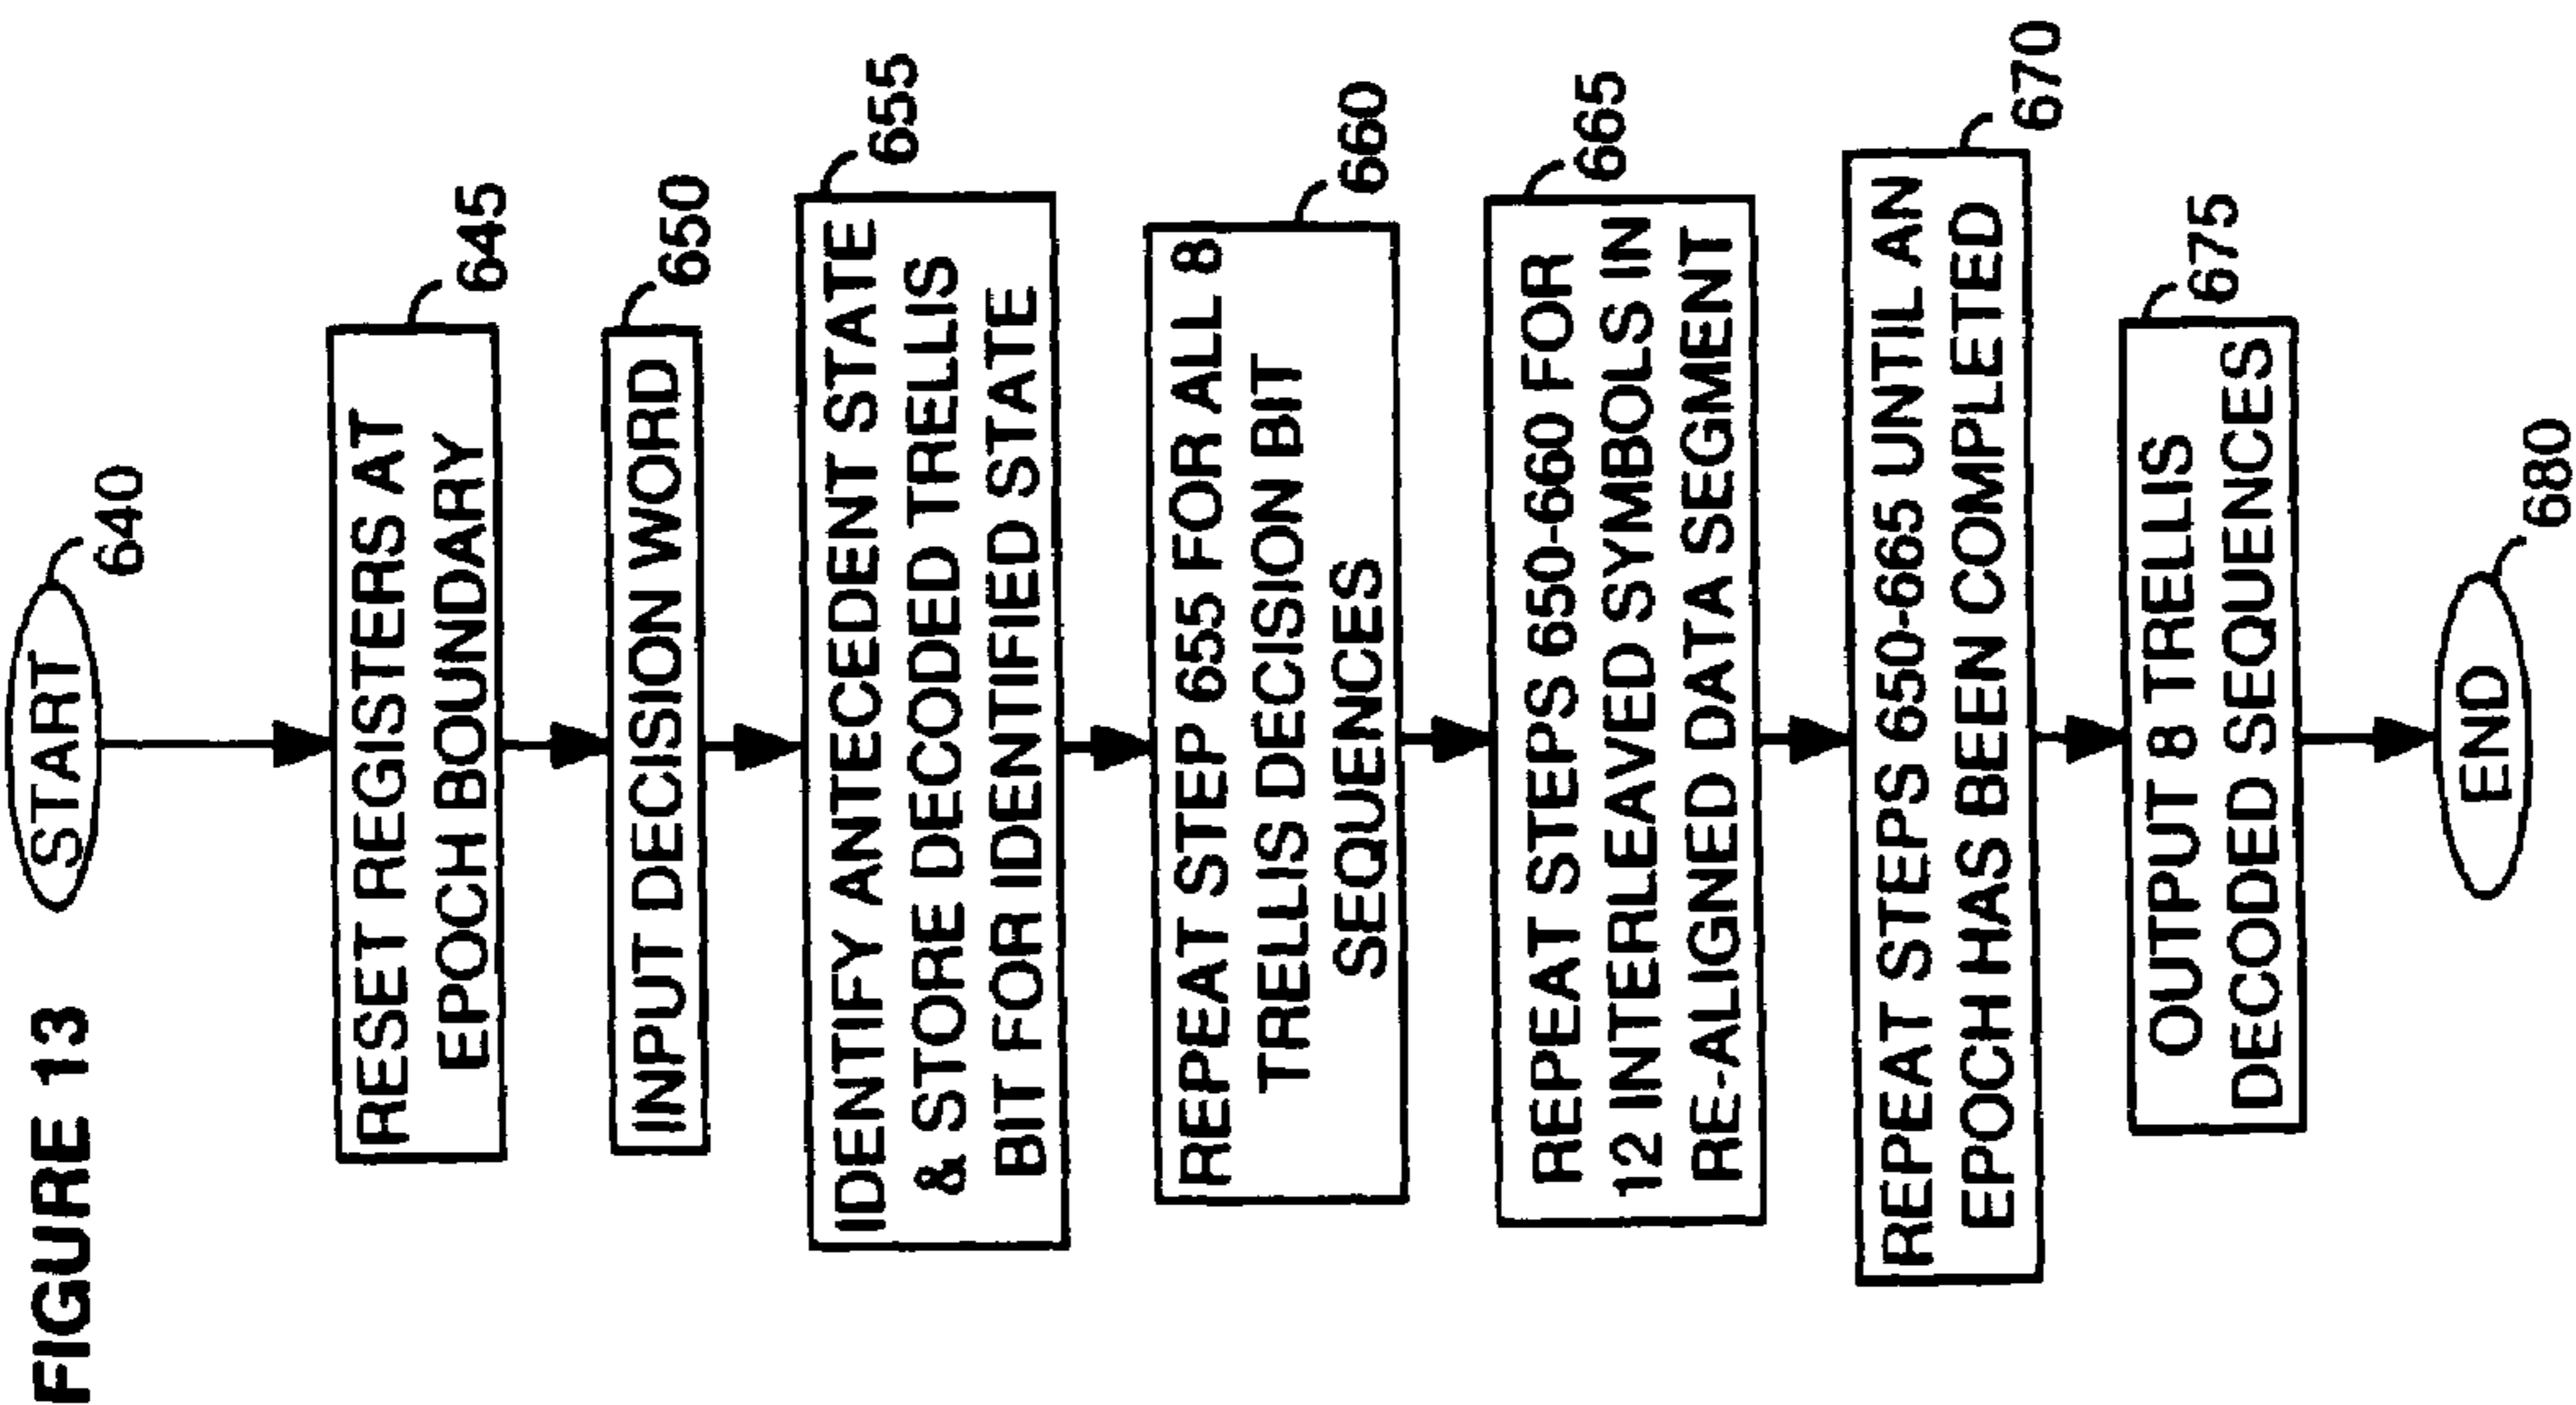 FIGURE 13
START
640
RESET REGISTERS AT
EPOCH BOUNDARY
645
INPUT DECISION WORD
650
IDENTIFY ANTECEDENT STATE
& STORE DECODED TRELLIS
BIT FOR IDENTIFIED STATE
655
REPEAT STEP 655 FOR ALL 8
TRELLIS DECISION BIT
SEQUENCES
660
REPEAT STEPS 650-660 FOR
12 INTERLEAVED SYMBOLS IN
RE-ALIGNED DATA SEGMENT
665
REPEAT STEPS 650-665 UNTIL AN
EPOCH HAS BEEN COMPLETED
670
OUTPUT 8 TRELLIS
DECODED SEQUENCES
675
END
680